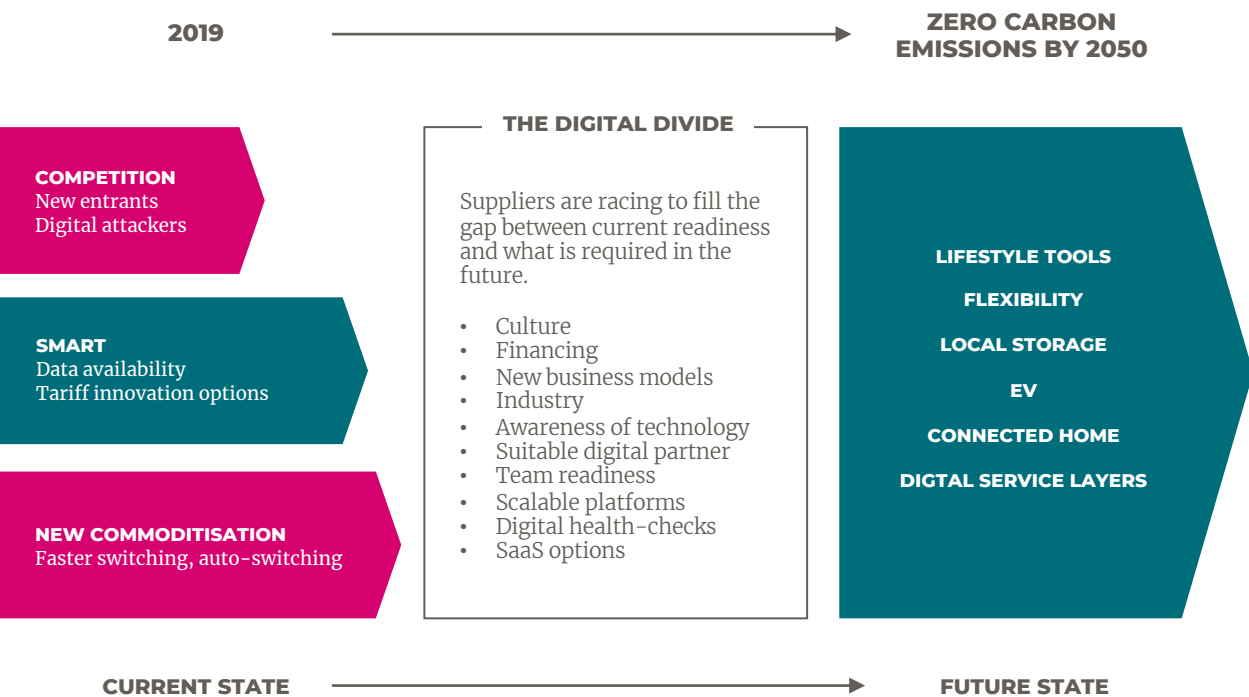 2019
ZERO CARBON
EMISSIONS BY 2050
COMPETITION
New entrants
Digital attackers
SMART
Data availability
Tariff innovation options
NEW COMMODITISATION
Faster switching, auto-switching
THE DIGITAL DIVIDE
Suppliers are racing to fill the
gap between current readiness
and what is required in the
future.
• Culture
• Financing
• New business models
• Industry
• Awareness of technology
• Suitable digital partner
• Team readiness
• Scalable platforms
• Digital health-checks
• SaaS options
LIFESTYLE TOOLS
FLEXIBILITY
LOCAL STORAGE
EV
CONNECTED HOME
DIGTAL SERVICE LAYERS
CURRENT STATE
FUTURE STATE